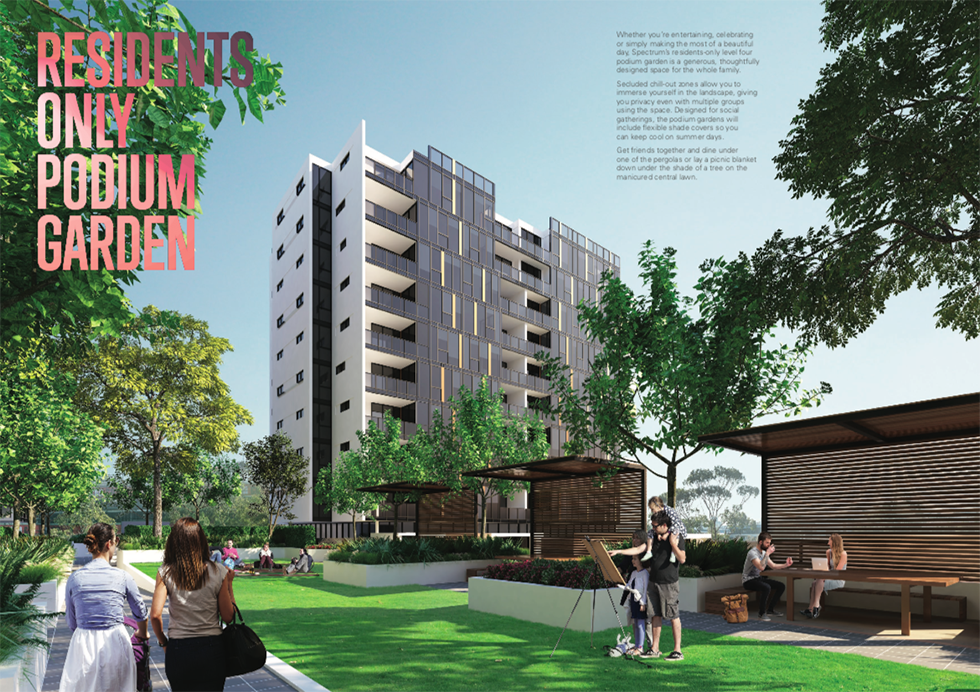 RESIDENTS
ONLY
PODIUM
GARDEN
Whether you're entertaining, celebrating
or simply making the most of a beautiful
day, Spectrum's residents-only level four
podium garden is a generous, thoughtfully
designed space for the whole family.
Secluded chill-out zones allow you to
immerse yourself in the landscape, giving
you privacy even with multiple groups
using the space. Designed for social
gatherings, the podium gardens will
include flexible shade covers so you
can keep cool on summer days.
Get friends together and dine under
one of the pergolas or lay a picnic blanket
down under the shade of a tree on the
manicured central lawn.